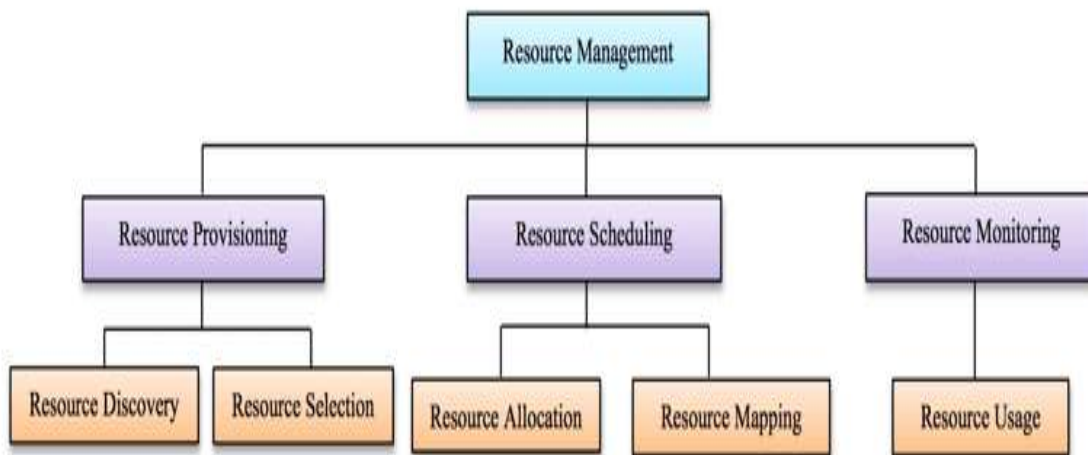 Resource Management
Resource Provisioning
Resource Scheduling
Resource Monitoring
Resource Discovery
Resource Selection
Resource Allocation
Resource Mapping
Resource Usage